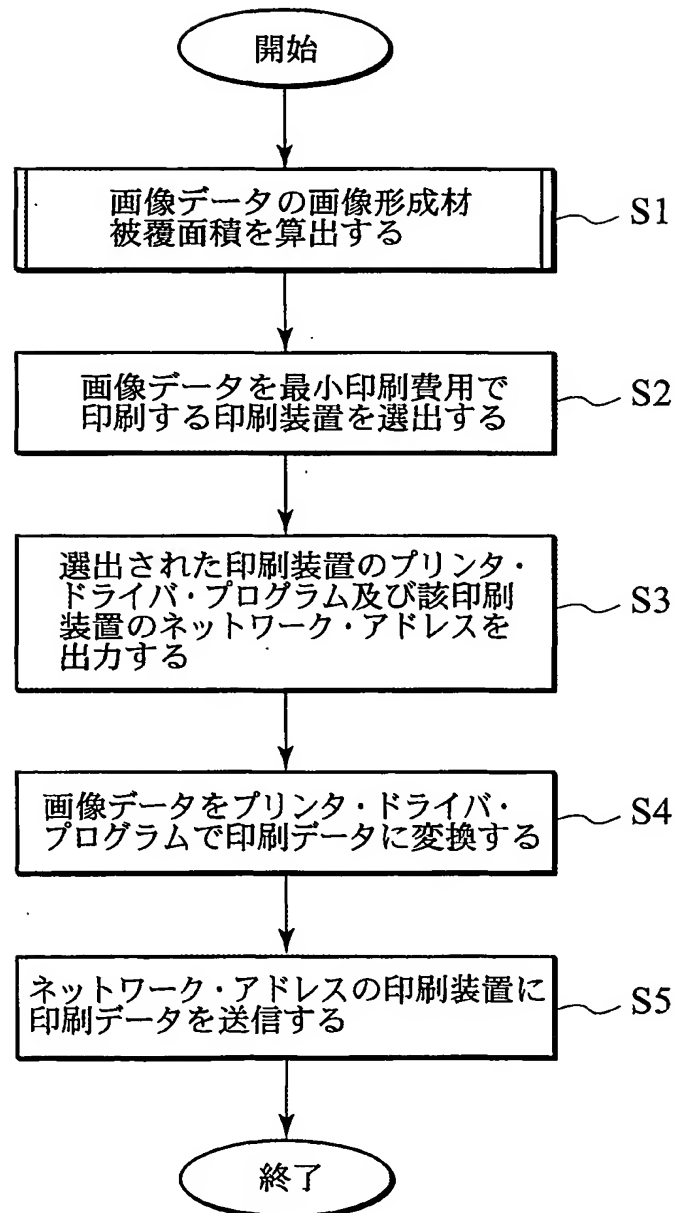 開始
画像データの画像形成材
被覆面積を算出する
S1
画像データを最小印刷費用で
印刷する印刷装置を選出する
S2
選出された印刷装置のプリンタ・
ドライバ・プログラム及び該印刷
装置のネットワーク・アドレスを
出力する
S3
画像データをプリンタ・ドライバ・
プログラムで印刷データに変換する
S4
ネットワーク・アドレスの印刷装置に
印刷データを送信する
S5
終了